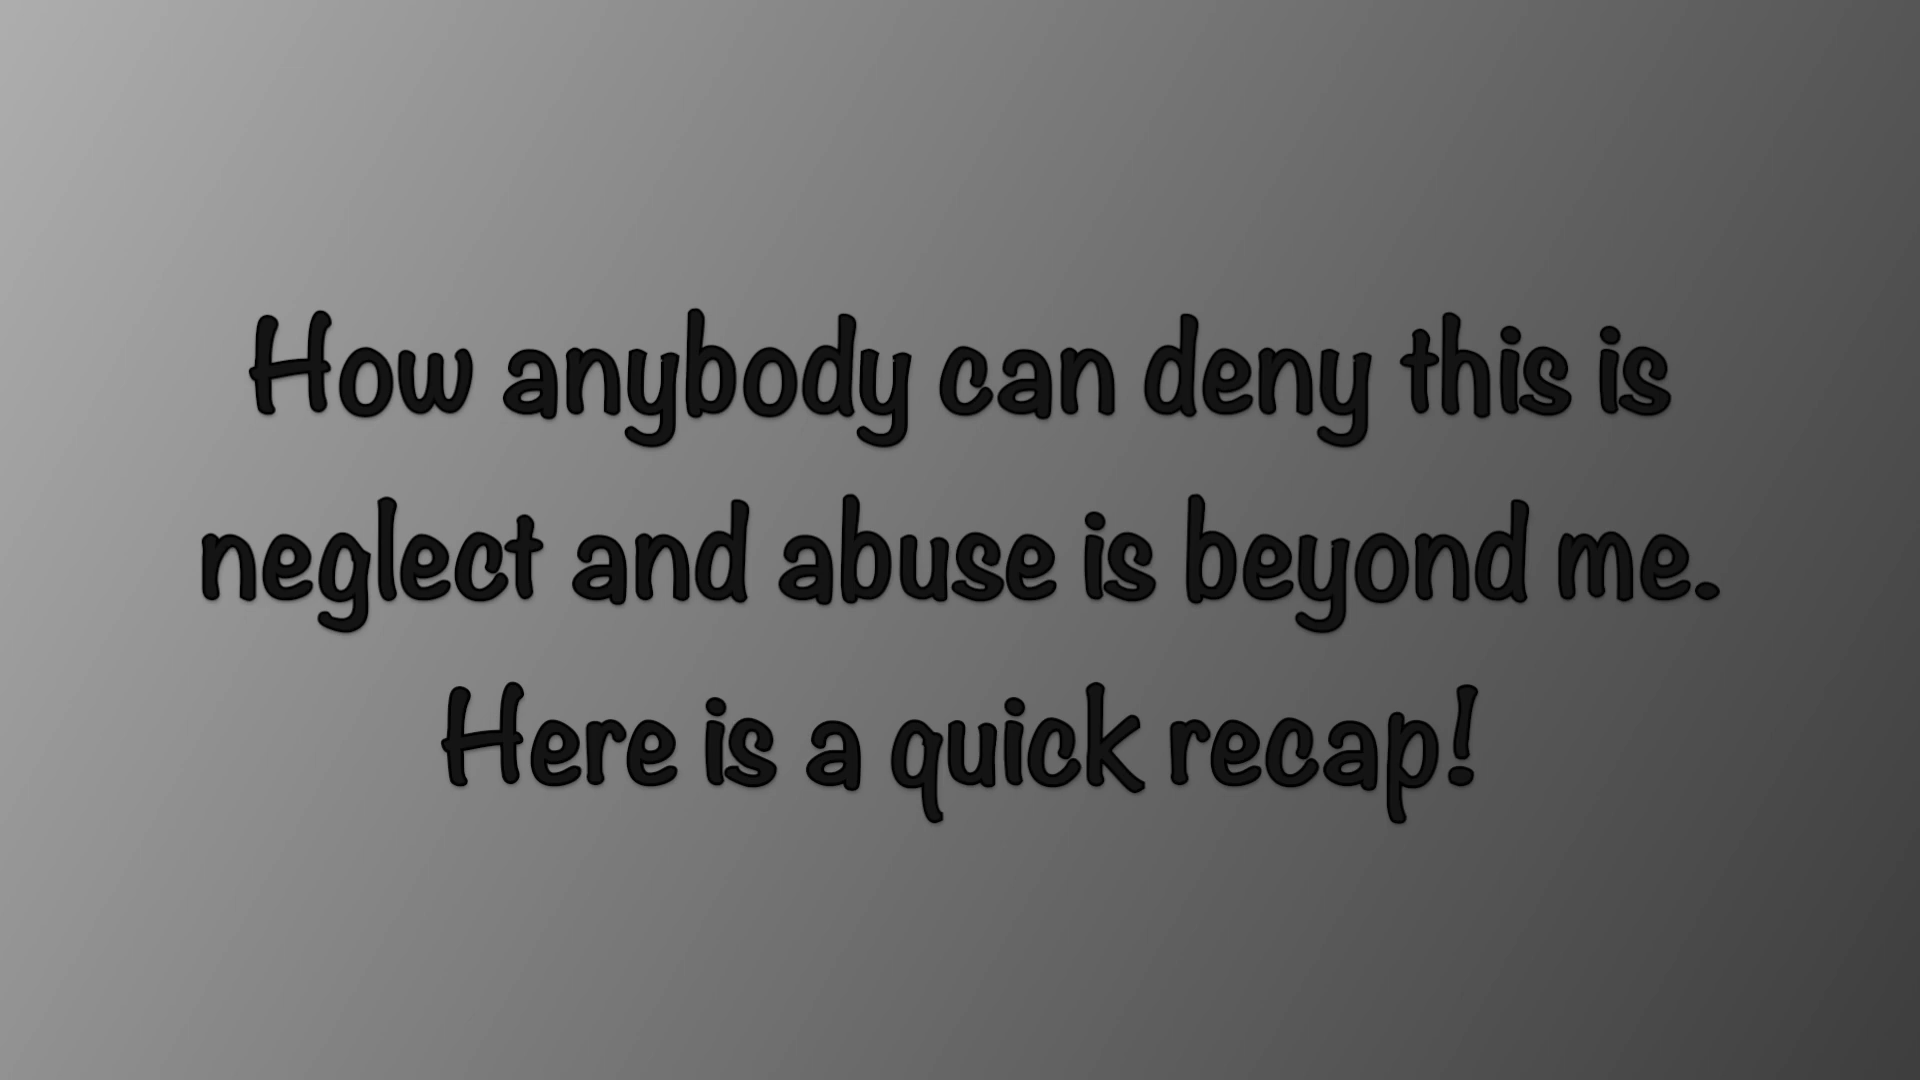 How anybody can deny this is
neglect and abuse is beyond me.
Here is a quick recap!